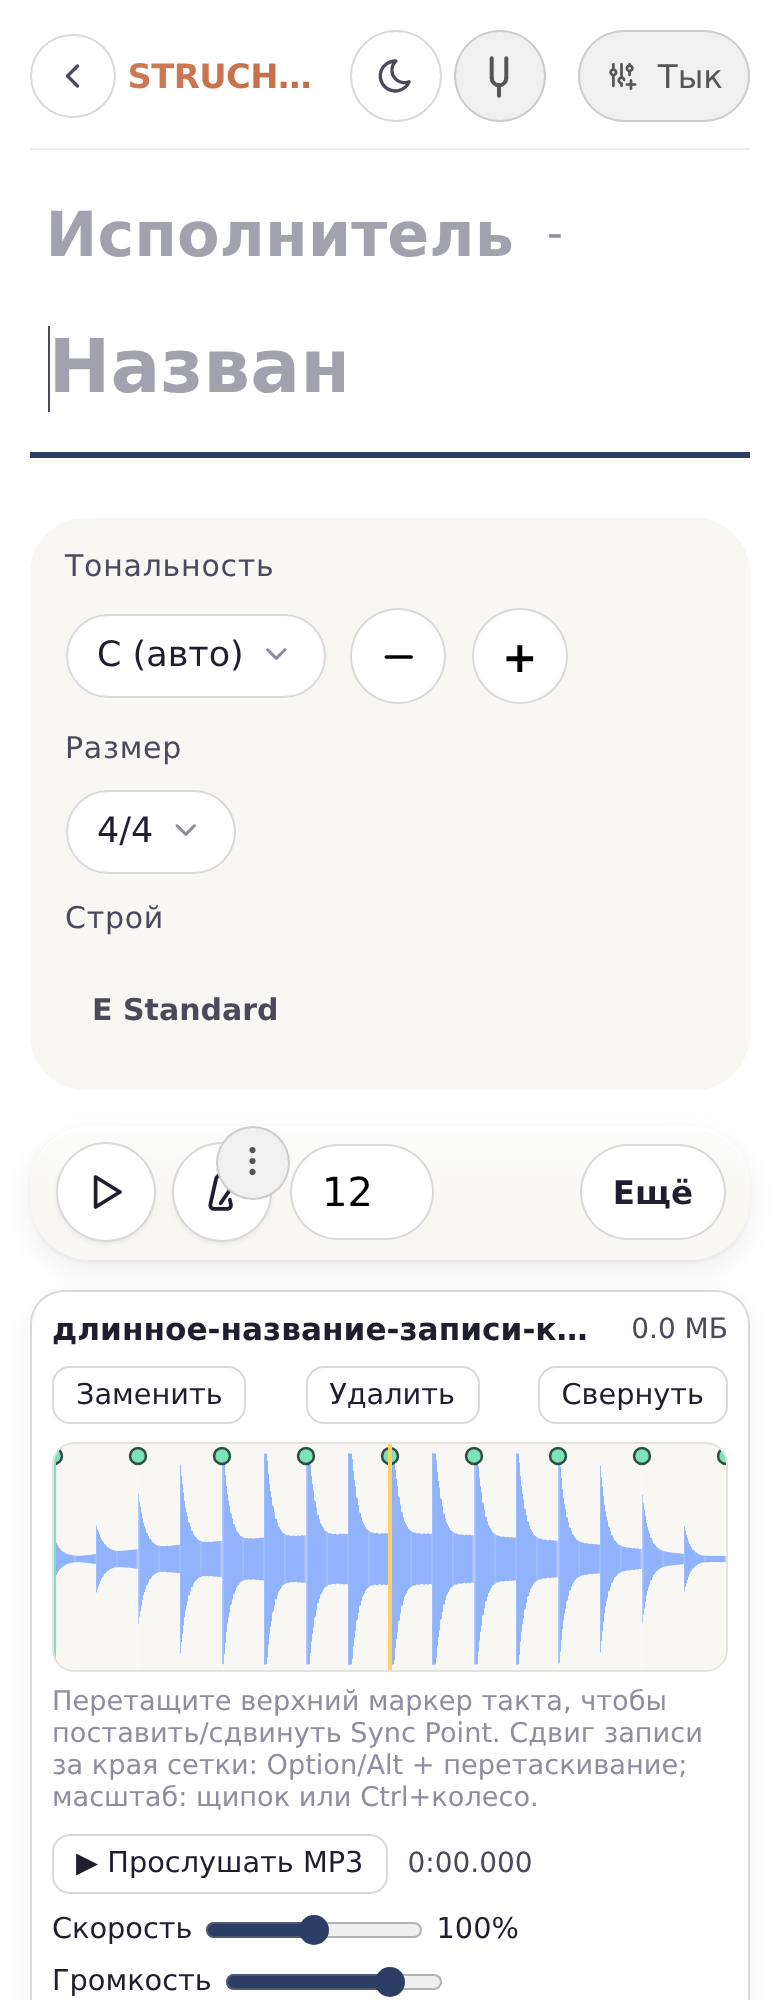 STRUCH...
Тык
Исполнитель -
Назван
Тональность
C (авто)
− +
Размер
4/4
Строй
E Standard
12
Ещё
длинное-название-записи-к... 0.0 МБ
Заменить Удалить Свернуть
Перетащите верхний маркер такта, чтобы
поставить/сдвинуть Sync Point. Сдвиг записи
за края сетки: Option/Alt + перетаскивание;
масштаб: щипок или Ctrl+колесо.
▶ Прослушать MP3 0:00.000
Скорость 100%
Громкость